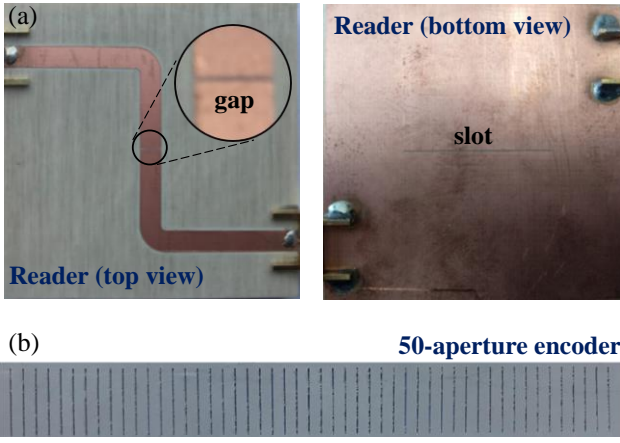 (a)
gap
Reader (top view)
Reader (bottom view)
slot
(b)
50-aperture encoder